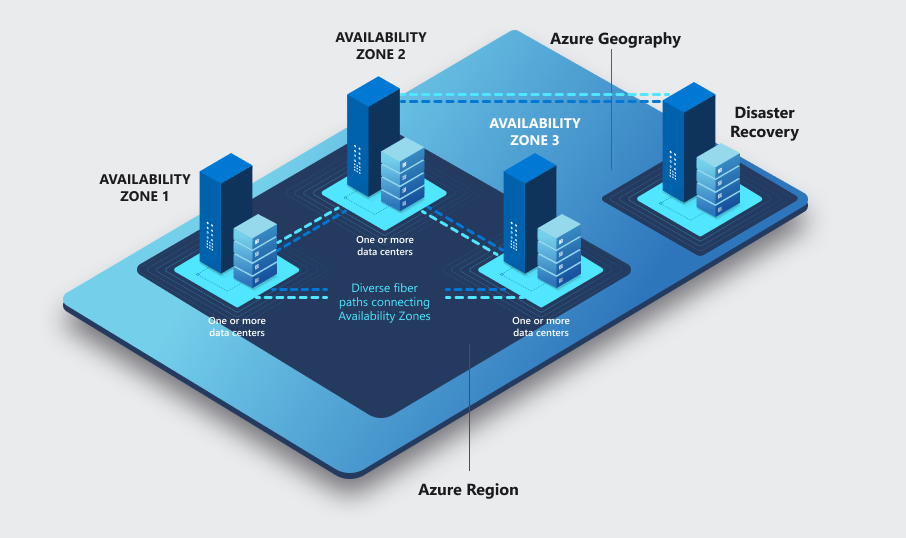 AVAILABILITY
ZONE 2
Azure Geography
Disaster
Recovery
AVAILABILITY
ZONE 3
AVAILABILITY
ZONE 1
One or more
data centers
Diverse fiber
paths connecting
Availability Zones
One or more
data centers
One or more
data centers
Azure Region